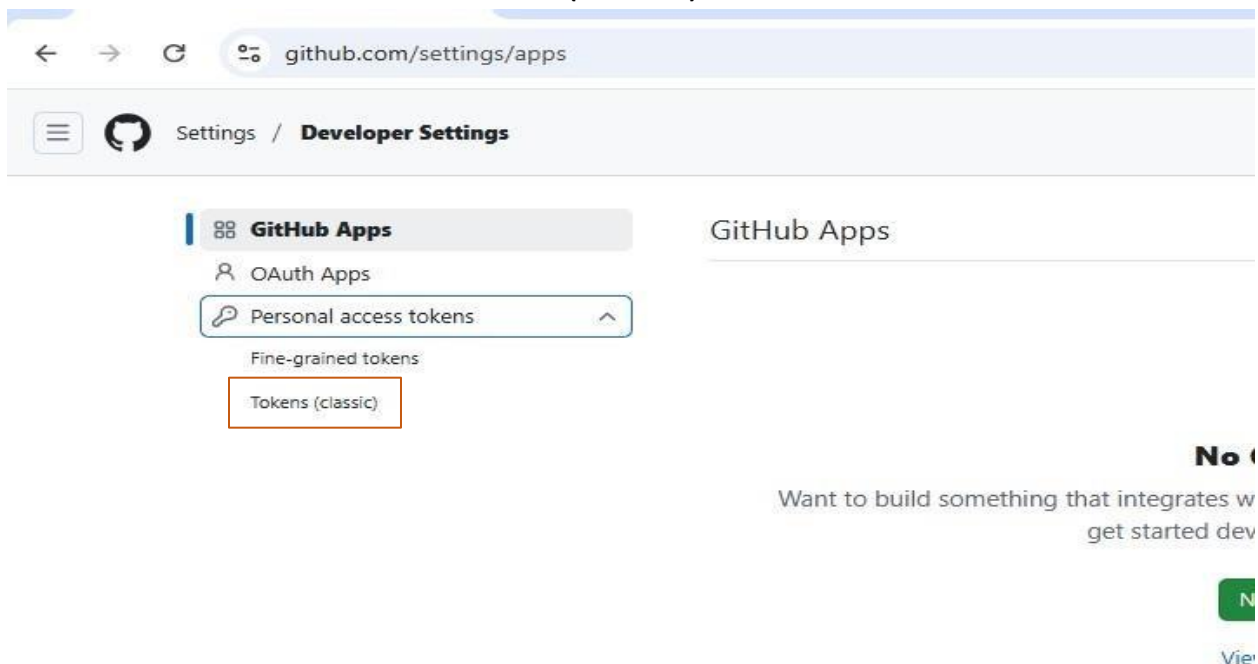 github.com/settings/apps
Settings / Developer Settings
GitHub Apps
OAuth Apps
Personal access tokens
Fine-grained tokens
Tokens (classic)
GitHub Apps
No
Want to build something that integrates
get started